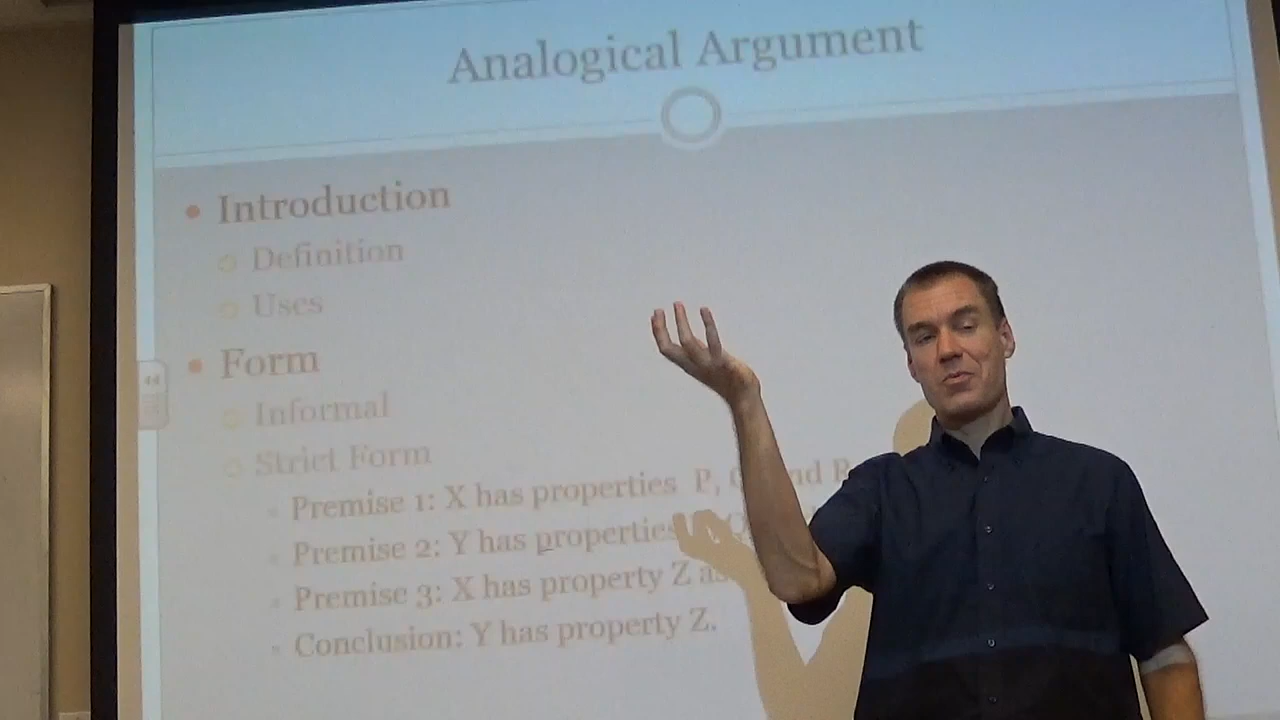 Analogical Argument
Introduction
Definition
Uses
Form
Informal
Strict Form
Premise 1: X has properties P,
Premise 2: Y has properties
Premise 3: X has property Z as
Conclusion: Y has property Z.
44